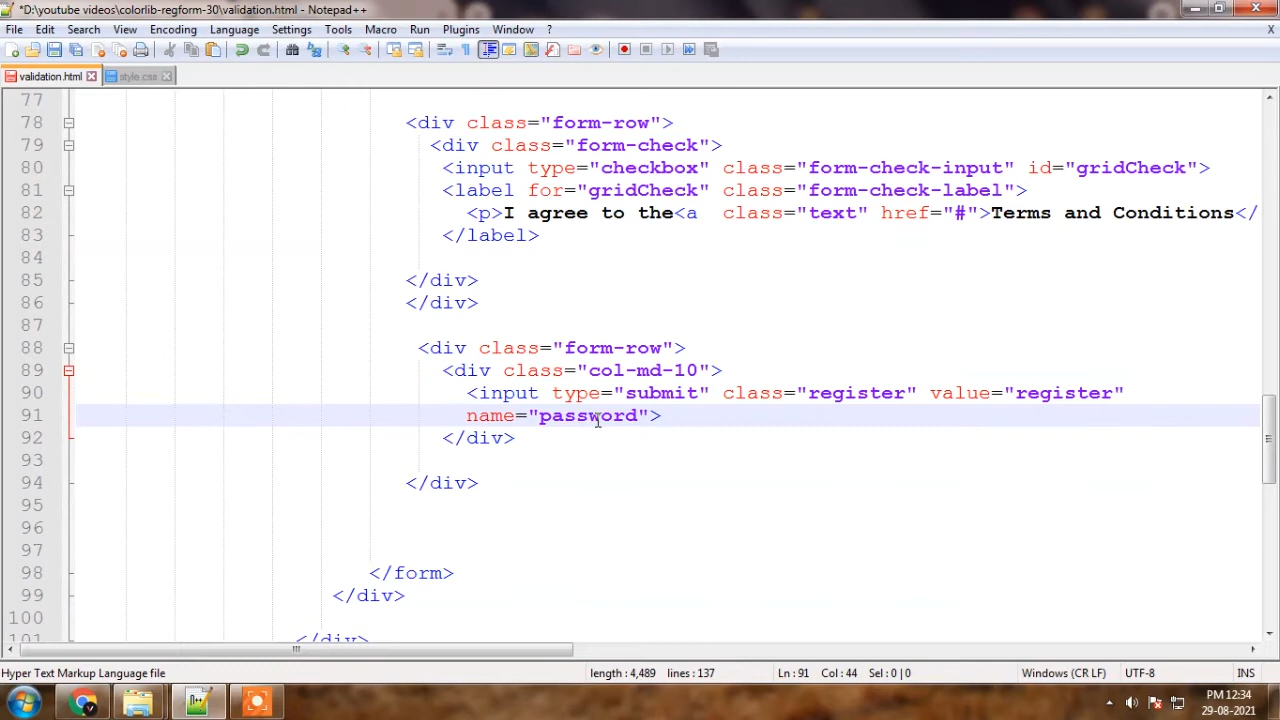 *D:\youtube videos\colorlib-regform-30\validation.html - Notepad++
File Edit Search View Encoding Language Settings Tools Macro Run Plugins Window ? X
validation.html style.css
77
78 <div class="form-row">
79 <div class="form-check">
80 <input type="checkbox" class="form-check-input" id="gridCheck">
81 <label for="gridCheck" class="form-check-label">
82 <p>I agree to the<a  class="text" href="#">Terms and Conditions</
83 </label>
84
85 </div>
86 </div>
87
88 <div class="form-row">
89 <div class="col-md-10">
90 <input type="submit" class="register" value="register"
91 name="password">
92 </div>
93
94 </div>
95
96
97
98 </form>
99 </div>
100
101 </div>
Hyper Text Markup Language file length : 4,489 lines : 137 Ln : 91 Col : 44 Sel : 0 | 0 Windows (CR LF) UTF-8 INS
PM 12:34
29-08-2021